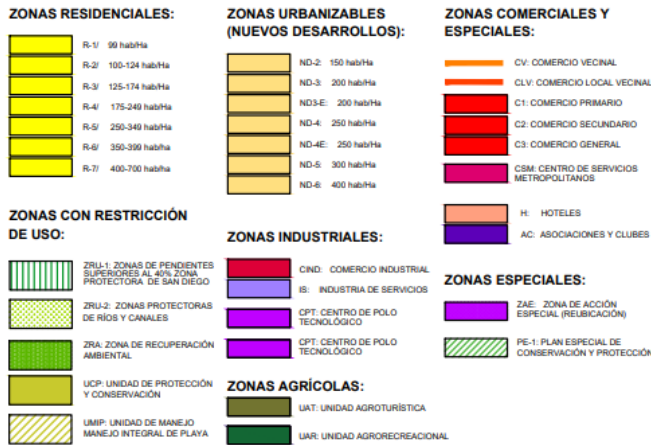 ZONAS RESIDENCIALES:
R-1/ 99 hab/Ha
R-2/ 100-124 hab/Ha
R-3/ 125-174 hab/Ha
R-4/ 175-249 hab/Ha
R-5/ 250-349 hab/Ha
R-6/ 350-399 hab/Ha
R-7/ 400-700 hab/Ha
ZONAS CON RESTRICCIÓN
DE USO:
ZRU-1: ZONAS DE PENDIENTES
SUPERIORES AL 40% ZONA
PROTECTORA DE SAN DIEGO
ZRU-2: ZONAS PROTECTORAS
DE RÍOS Y CANALES
ZRA: ZONA DE RECUPERACIÓN
AMBIENTAL
UCP: UNIDAD DE PROTECCIÓN
Y CONSERVACIÓN
UMIP: UNIDAD DE MANEJO
MANEJO INTEGRAL DE PLAYA
ZONAS URBANIZABLES
(NUEVOS DESARROLLOS):
ND-2: 150 hab/Ha
ND-3: 200 hab/Ha
ND3-E: 200 hab/Ha
ND-4: 250 hab/Ha
ND-4E: 250 hab/Ha
ND-5: 300 hab/Ha
ND-6: 400 hab/Ha
ZONAS INDUSTRIALES:
CIND: COMERCIO INDUSTRIAL
IS: INDUSTRIA DE SERVICIOS
CPT: CENTRO DE POLO
TECNOLÓGICO
CPT: CENTRO DE POLO
TECNOLÓGICO
ZONAS AGRÍCOLAS:
UAT: UNIDAD AGROTURÍSTICA
UAR: UNIDAD AGRORECREACIONAL
ZONAS COMERCIALES Y
ESPECIALES:
CV: COMERCIO VECINAL
CLV: COMERCIO LOCAL VECINAL
C1: COMERCIO PRIMARIO
C2: COMERCIO SECUNDARIO
C3: COMERCIO GENERAL
CSM: CENTRO DE SERVICIOS
METROPOLITANOS
H: HOTELES
AC: ASOCIACIONES Y CLUBES
ZONAS ESPECIALES:
ZAE: ZONA DE ACCIÓN
ESPECIAL (REUBICACIÓN)
PE-1: PLAN ESPECIAL DE
CONSERVACIÓN Y PROTECCIÓN